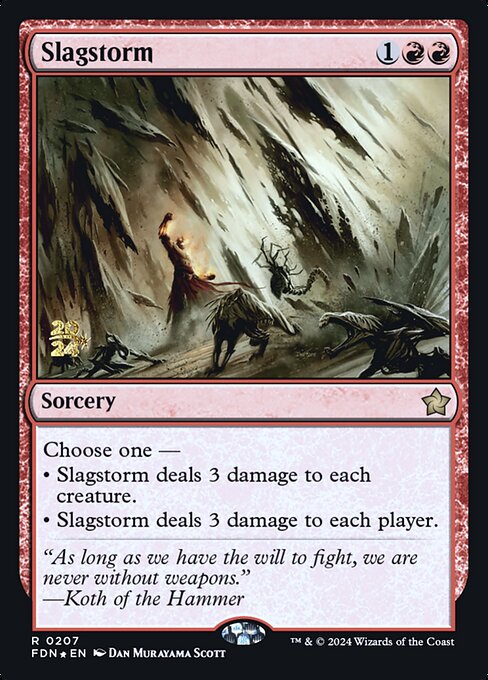 Slagstorm 1
2024
Sorcery
Choose one —
• Slagstorm deals 3 damage to each
creature.
• Slagstorm deals 3 damage to each player.
“As long as we have the will to fight, we are
never without weapons.”
—Koth of the Hammer
R 0207
FDN★EN Dan Murayama Scott
™ & © 2024 Wizards of the Coast